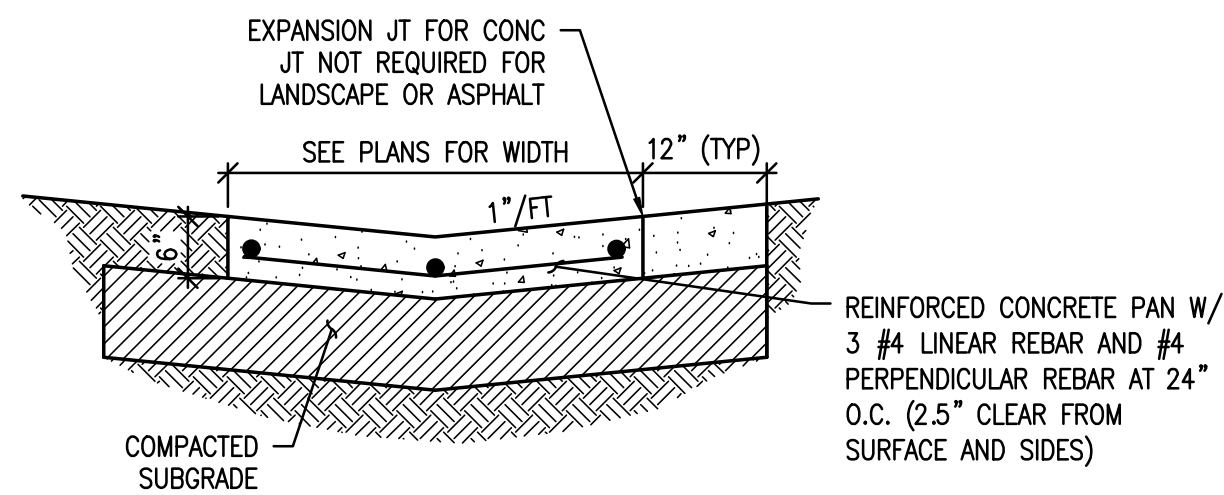 EXPANSION JT FOR CONC
JT NOT REQUIRED FOR
LANDSCAPE OR ASPHALT
SEE PLANS FOR WIDTH
12” (TYP)
1”/FT
6”
REINFORCED CONCRETE PAN W/
3 #4 LINEAR REBAR AND #4
PERPENDICULAR REBAR AT 24”
O.C. (2.5” CLEAR FROM
SURFACE AND SIDES)
COMPACTED
SUBGRADE